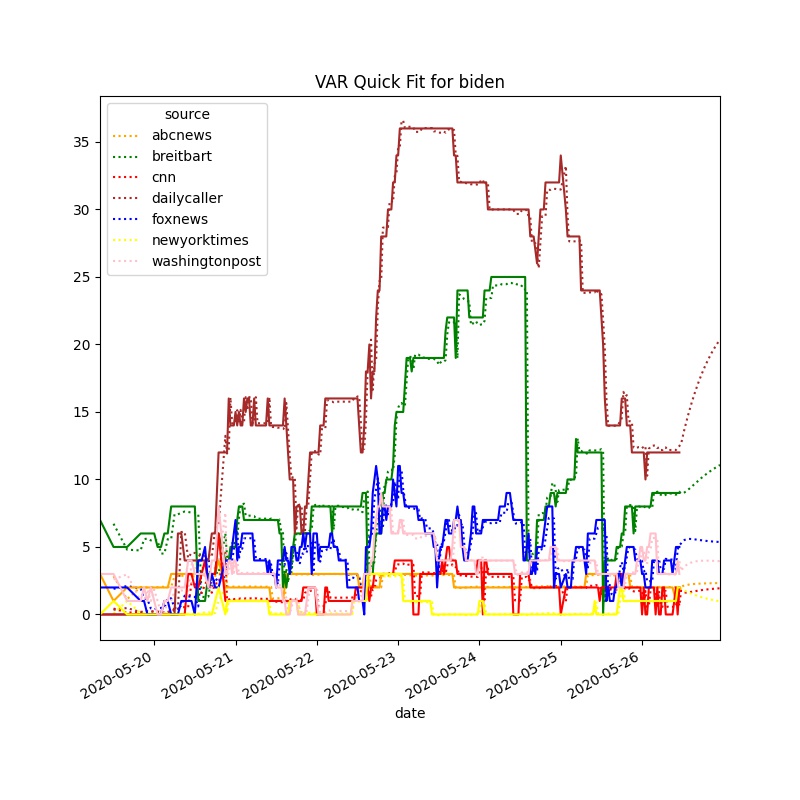 VAR Quick Fit for biden
source
abcnews
breitbart
cnn
dailycaller
foxnews
newyorktimes
washingtonpost
35
30
25
20
15
10
5
0
2020-05-20
2020-05-21
2020-05-22
2020-05-23
2020-05-24
2020-05-25
2020-05-26
date